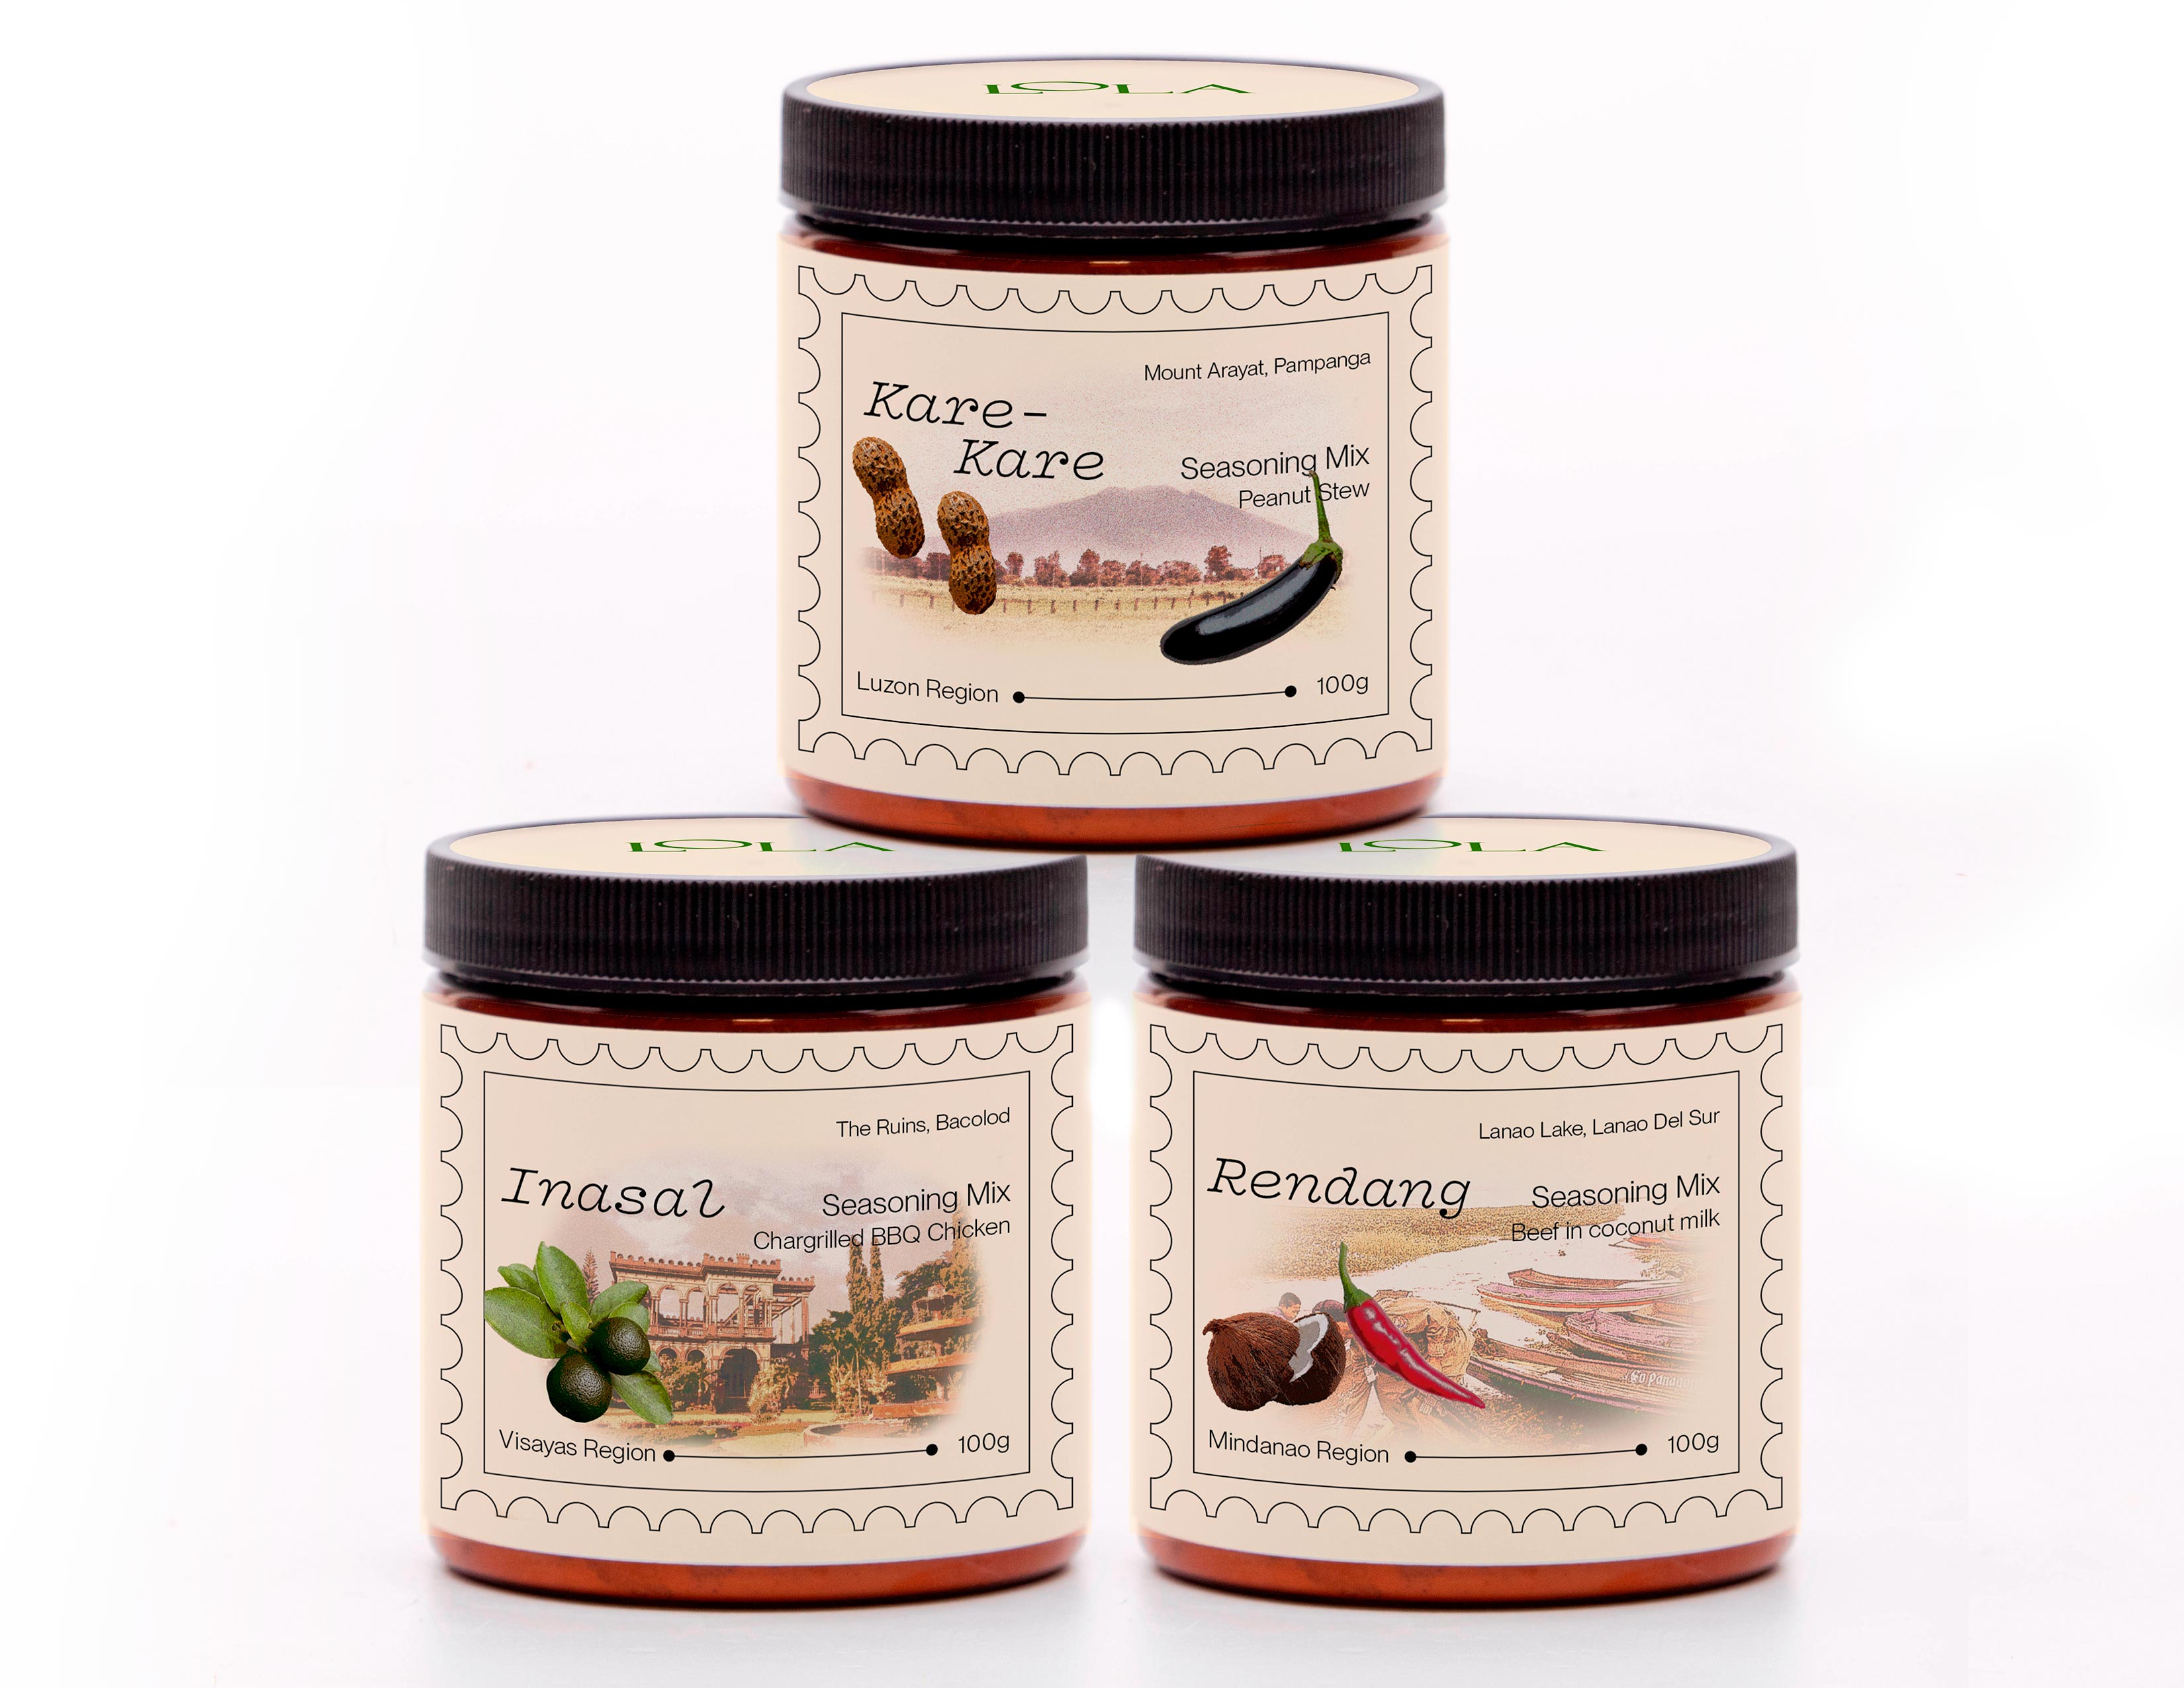 LOLA
Mount Arayat, Pampanga
Kare-
Kare
Seasoning Mix
Peanut Stew
Luzon Region
100g
LOLA
The Ruins, Bacolod
Inasal
Seasoning Mix
Chargrilled BBQ Chicken
Visayas Region
100g
LOLA
Lanao Lake, Lanao Del Sur
Rendang
Seasoning Mix
Beef in coconut milk
Mindanao Region
100g